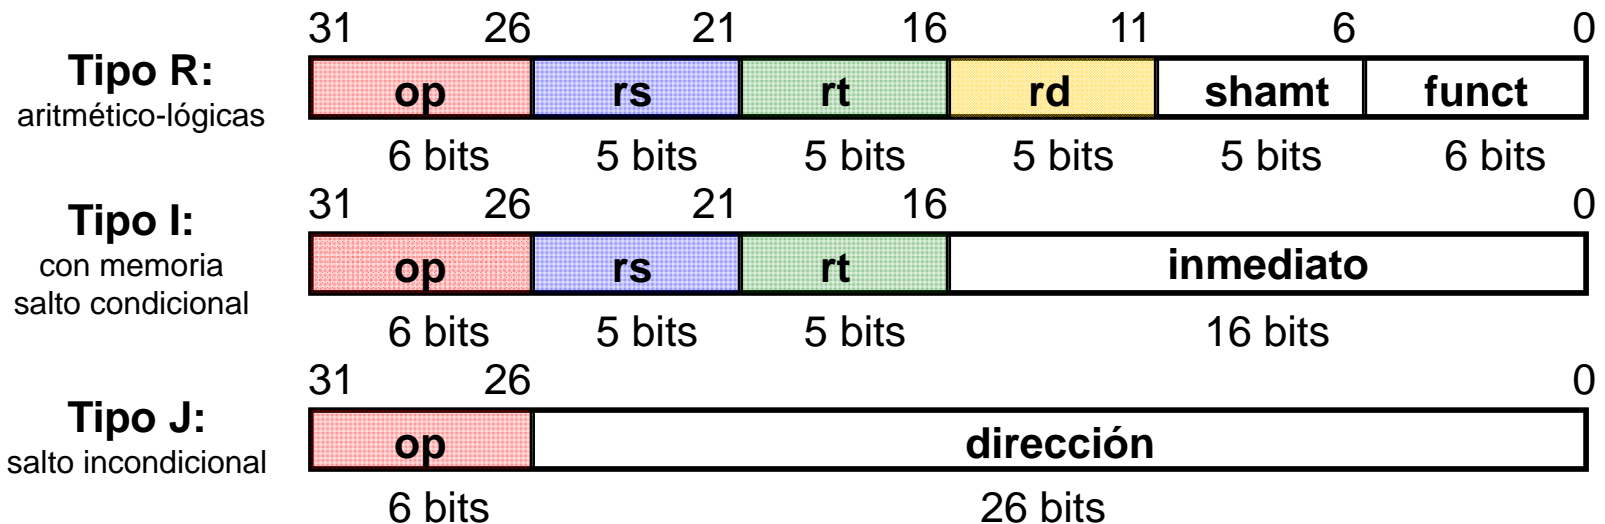 31 26 21 16 11 6 0
Tipo R:
aritmético-lógicas
op rs rt rd shamt funct
6 bits 5 bits 5 bits 5 bits 5 bits 6 bits
31 26 21 16 0
Tipo I:
con memoria
salto condicional
op rs rt inmediato
6 bits 5 bits 5 bits 16 bits
31 26 0
Tipo J:
salto incondicional
op dirección
6 bits 26 bits